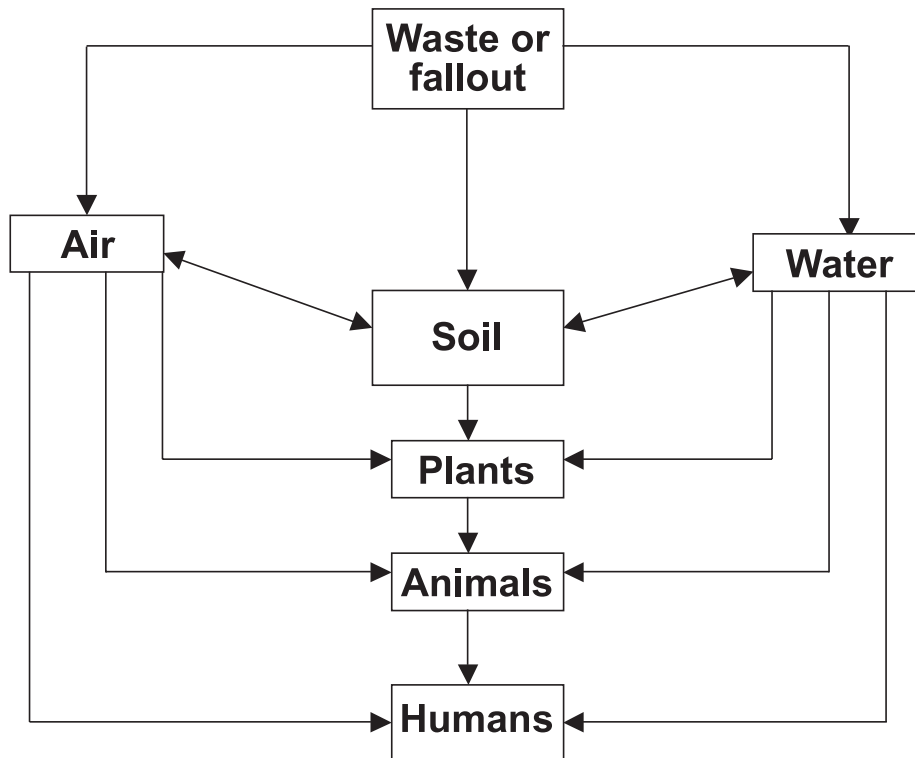 Waste or
fallout
Air
Water
Soil
Plants
Animals
Humans